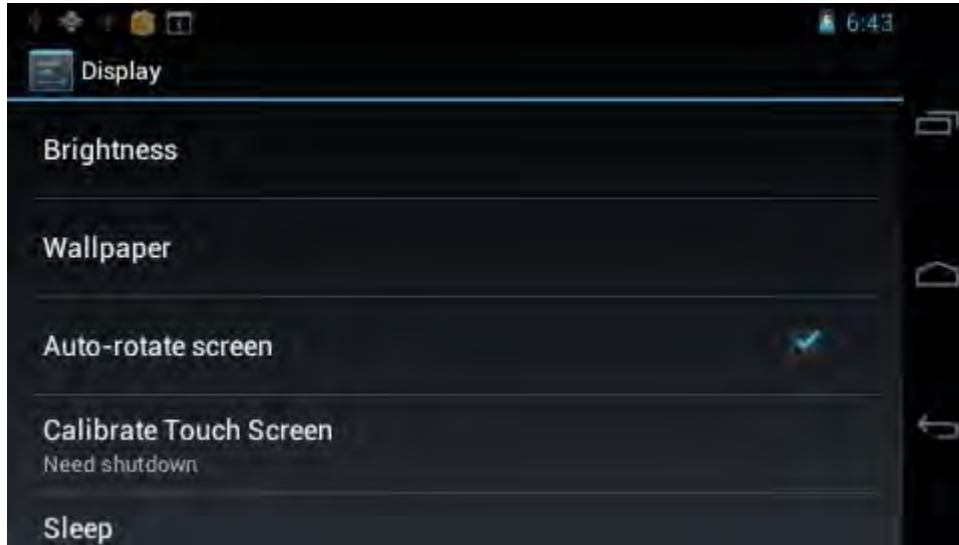 6:43
Display
Brightness
Wallpaper
Auto-rotate screen
Calibrate Touch Screen
Need shutdown
Sleep